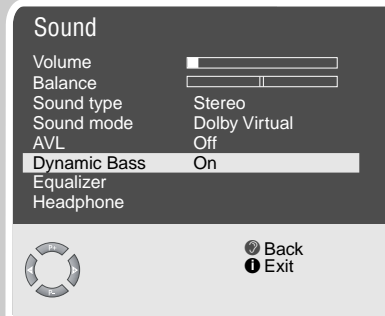 Sound
Volume
Balance
Sound type Stereo
Sound mode Dolby Virtual
AVL Off
Dynamic Bass On
Equalizer
Headphone
P+
P-
Back
i Exit